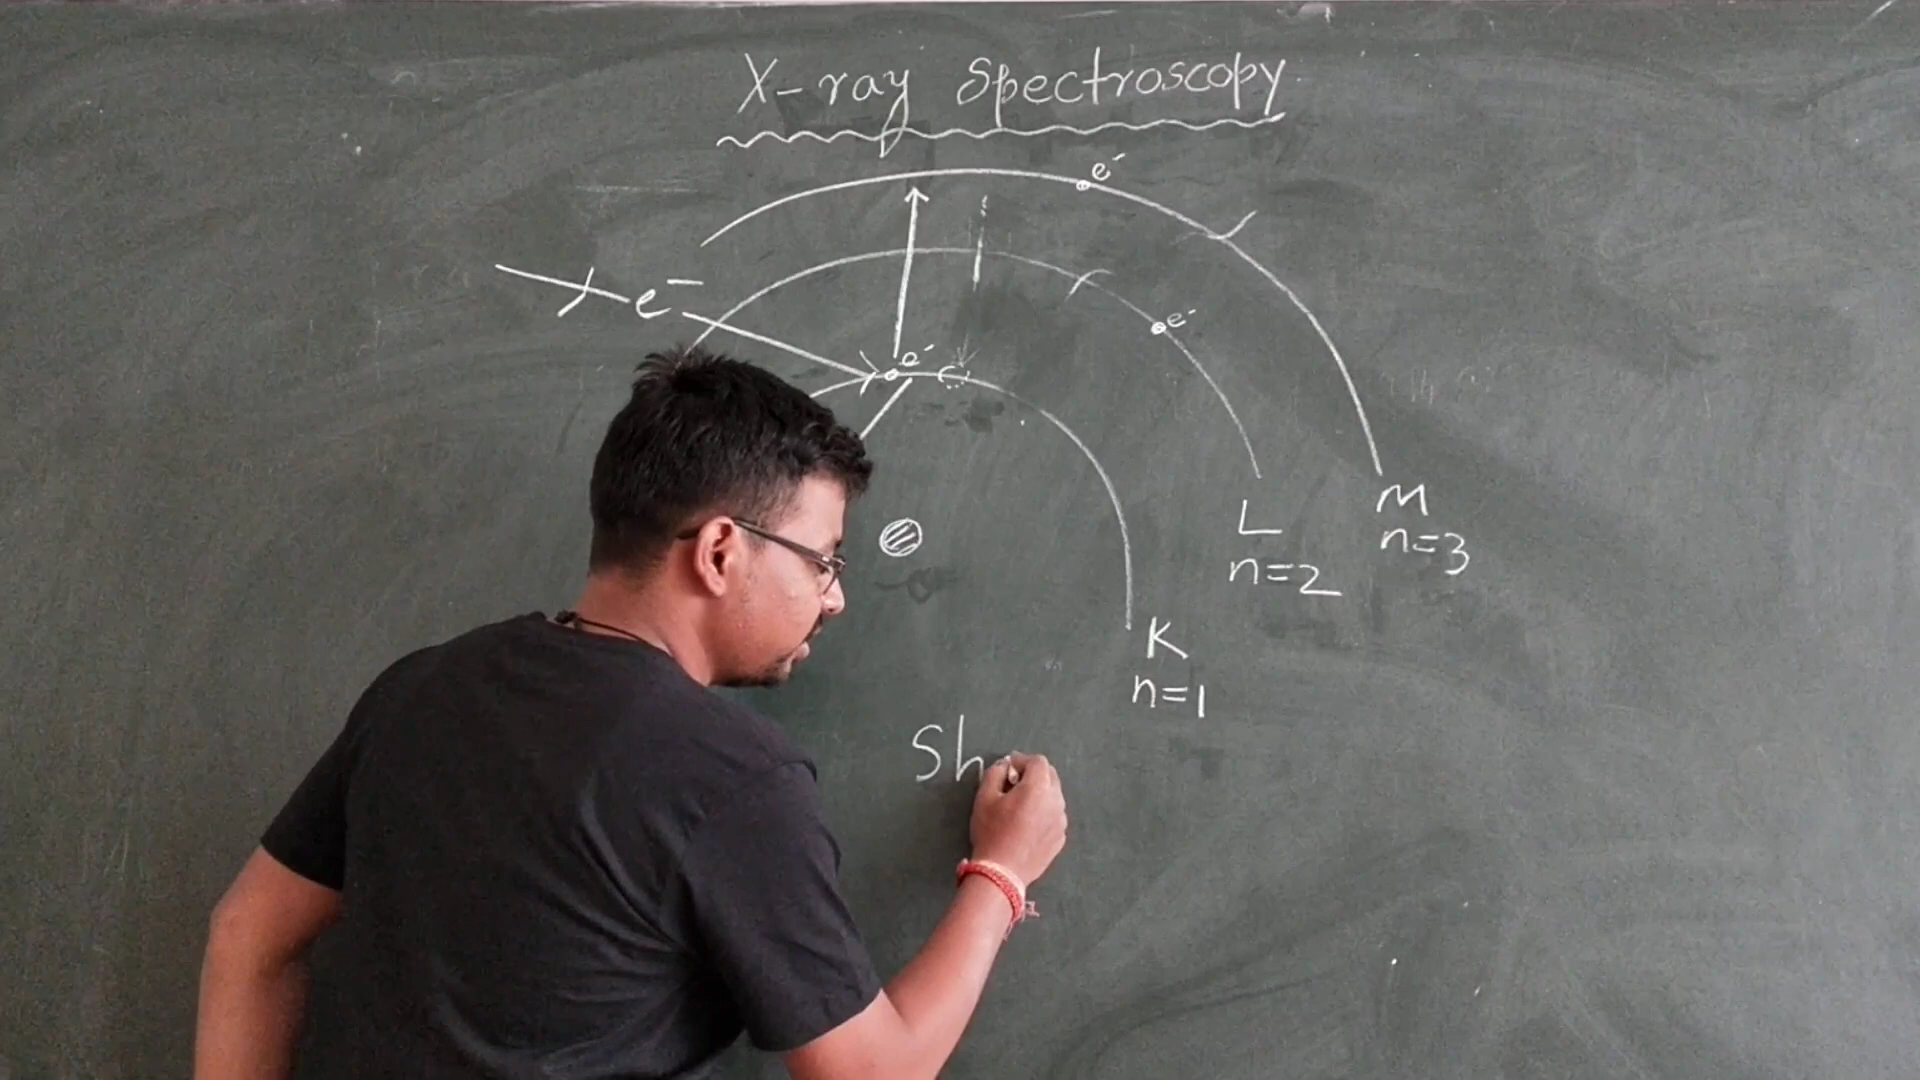 X-ray Spectroscopy
e⁻
e⁻
e⁻
e⁻
M
n=3
L
n=2
K
n=1
Sh